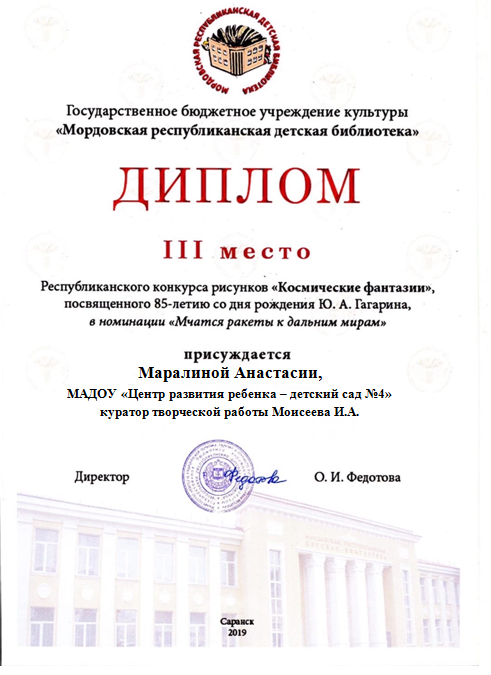 МОРДОВСКАЯ РЕСПУБЛИКАНСКАЯ ДЕТСКАЯ БИБЛИОТЕКА
Государственное бюджетное учреждение культуры
«Мордовская республиканская детская библиотека»
ДИПЛОМ
III место
Республиканского конкурса рисунков «Космические фантазии»,
посвященного 85-летию со дня рождения Ю. А. Гагарина,
в номинации «Мчатся ракеты к дальним мирам»
присуждается
Маралиной Анастасии,
МАДОУ «Центр развития ребенка – детский сад №4»
куратор творческой работы Моисеева И.А.
Директор
Федотова
О. И. Федотова
Саранск
2019